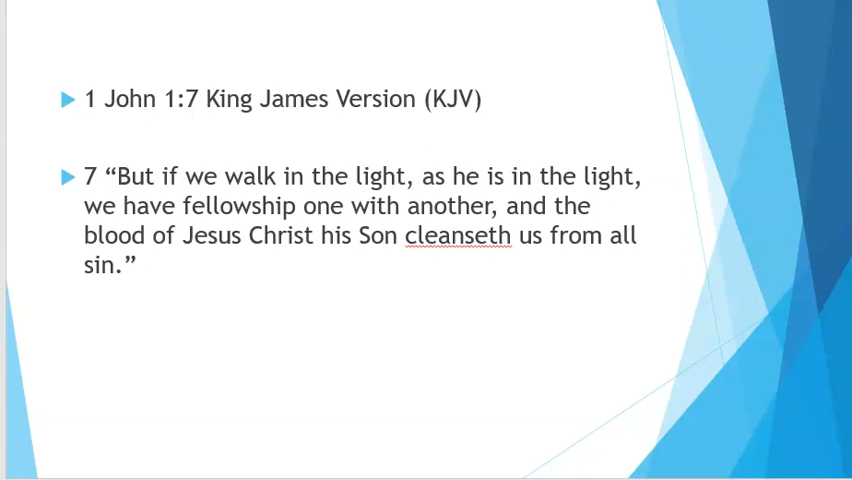 1 John 1:7 King James Version (KJV)
7 “But if we walk in the light, as he is in the light,
we have fellowship one with another, and the
blood of Jesus Christ his Son cleanseth us from all
sin.”